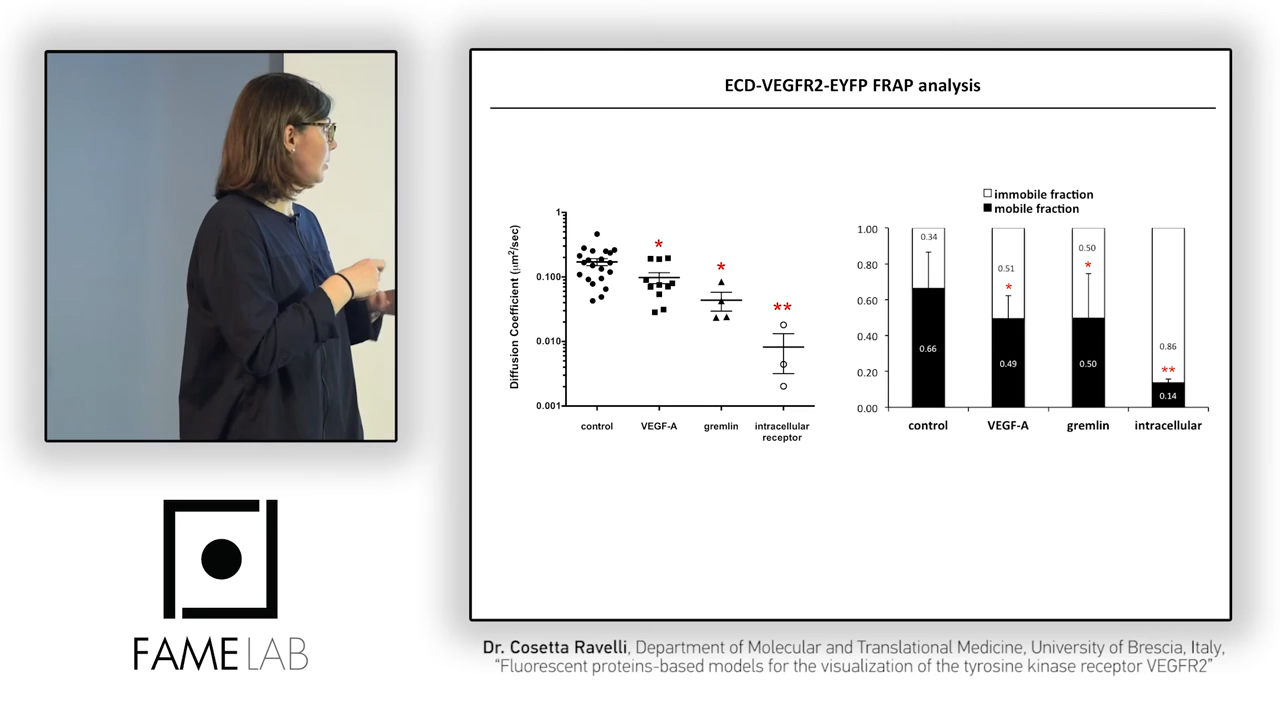 ECD-VEGFR2-EYFP FRAP analysis
Diffusion Coefficient (µm²/sec)
1
0.100
0.010
0.001
*
*
**
control
VEGF-A
gremlin
intracellular
receptor
immobile fraction
mobile fraction
1.00
0.80
0.60
0.40
0.20
0.00
0.34
0.66
0.51
*
0.49
0.50
*
0.50
0.86
**
0.14
control
VEGF-A
gremlin
intracellular
FAMELAB
Dr. Cosetta Ravelli, Department of Molecular and Translational Medicine, University of Brescia, Italy,
“Fluorescent proteins-based models for the visualization of the tyrosine kinase receptor VEGFR2”